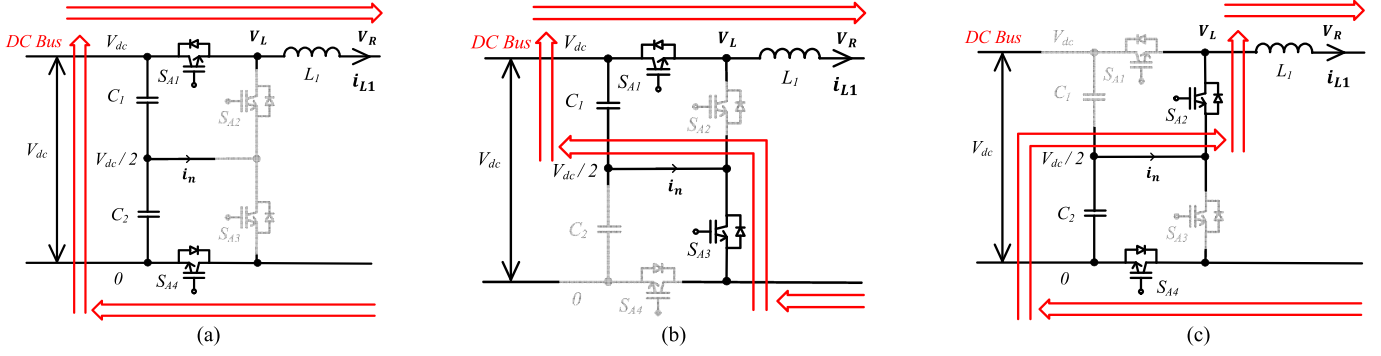 DC Bus
V_dc
V_L
V_R
S_A1
L_1
i_L1
C_1
S_A2
V_dc
V_dc / 2
i_n
C_2
S_A3
0
S_A4
(a)
DC Bus
V_dc
V_L
V_R
S_A1
L_1
i_L1
C_1
S_A2
V_dc
V_dc / 2
i_n
C_2
S_A3
0
S_A4
(b)
DC Bus
V_dc
V_L
V_R
S_A1
L_1
i_L1
C_1
S_A2
V_dc
V_dc / 2
i_n
C_2
S_A3
0
S_A4
(c)